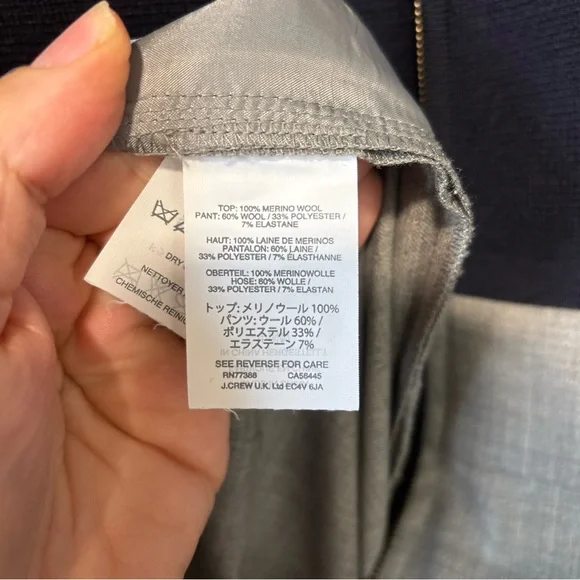 TOP: 100% MERINO WOOL
PANT: 60% WOOL / 33% POLYESTER /
7% ELASTANE
HAUT: 100% LAINE DE MERINOS
PANTALON: 60% LAINE /
33% POLYESTER / 7% ELASTHANNE
OBERTEIL: 100% MERINOWOLLE
HOSE: 60% WOLLE /
33% POLYESTER / 7% ELASTAN
トップ: メリノウール 100%
パンツ: ウール 60% /
ポリエステル 33% /
エラステーン 7%
SEE REVERSE FOR CARE
RN77388 CA56445
J.CREW U.K. Ltd EC4V 6JA
DRY
NETTOYER
CHEMISCHE REINI